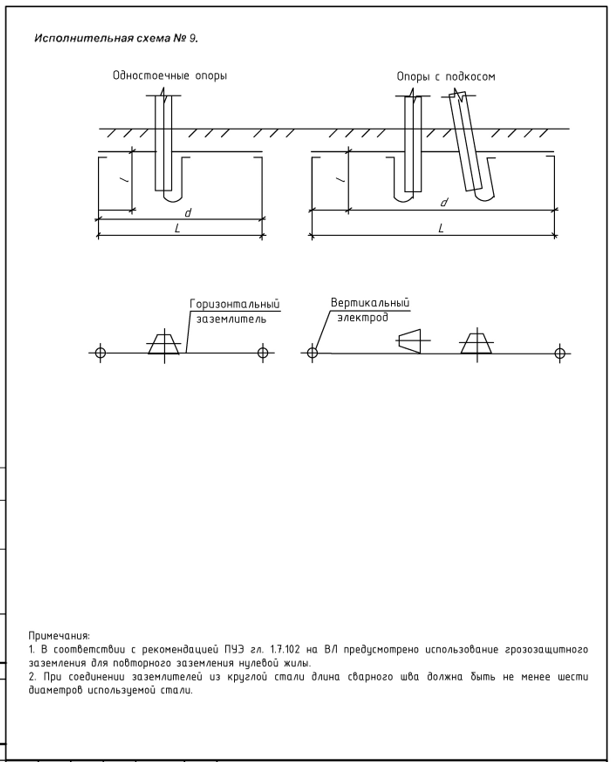 Исполнительная схема № 9.
Одностоечные опоры
Опоры с подкосом
l
d
L
l
d
L
Горизонтальный
заземлитель
Вертикальный
электрод
Примечания:
1. В соответствии с рекомендацией ПУЭ гл. 1.7.102 на ВЛ предусмотрено использование грозозащитного
заземления для повторного заземления нулевой жилы.
2. При соединении заземлителей из круглой стали длина сварного шва должна быть не менее шести
диаметров используемой стали.